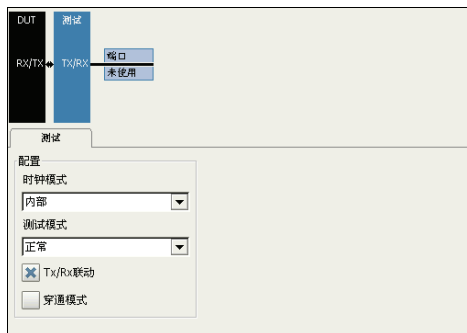 DUT 测试
RX/TX TX/RX 端口
未使用
测试
配置
时钟模式
内部
测试模式
正常
Tx/Rx联动
穿通模式